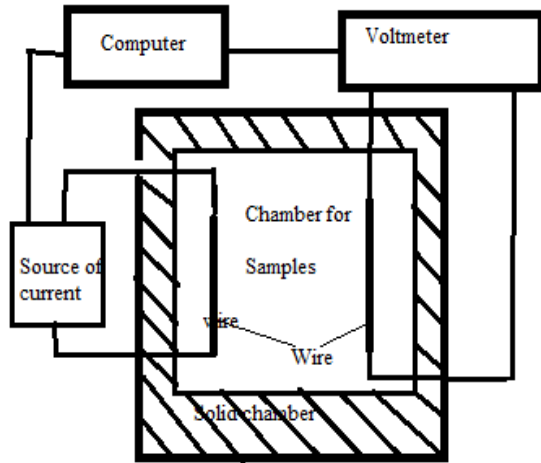 Computer
Voltmeter
Chamber for
Samples
Source of
current
wire
Wire
Solid chamber